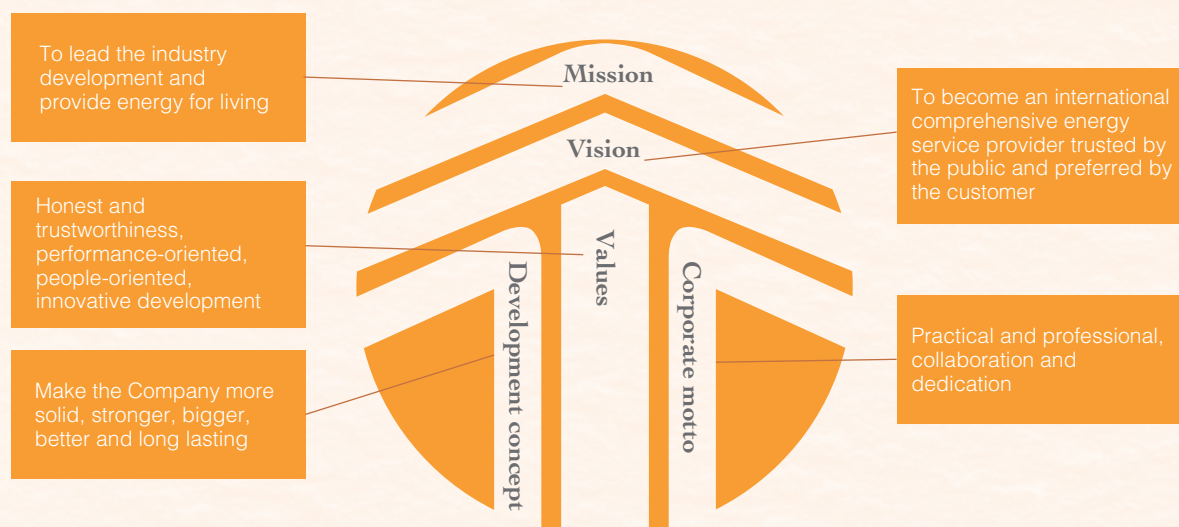 To lead the industry
development and
provide energy for living
Mission
To become an international
comprehensive energy
service provider trusted by
the public and preferred by
the customer
Vision
Honest and
trustworthiness,
performance-oriented,
people-oriented,
innovative development
Values
Development concept
Corporate motto
Make the Company more
solid, stronger, bigger,
better and long lasting
Practical and professional,
collaboration and
dedication